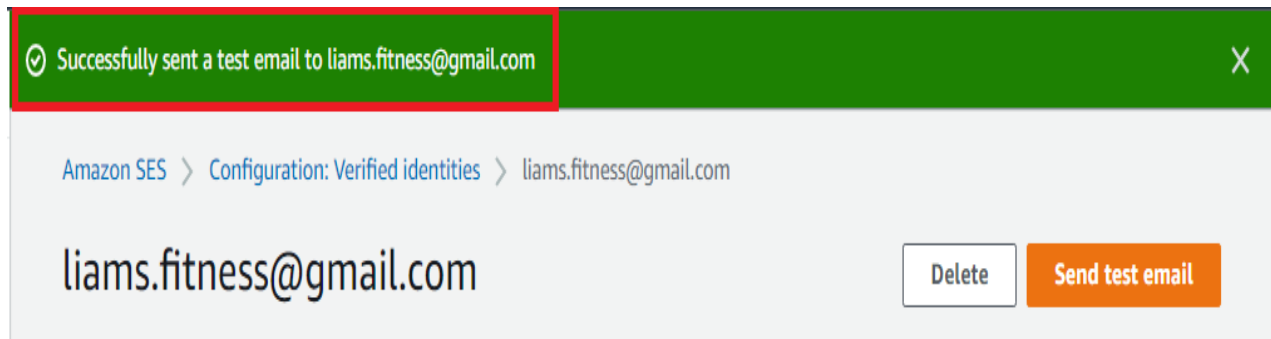 Successfully sent a test email to liams.fitness@gmail.com
Amazon SES > Configuration: Verified identities > liams.fitness@gmail.com
liams.fitness@gmail.com
Delete
Send test email